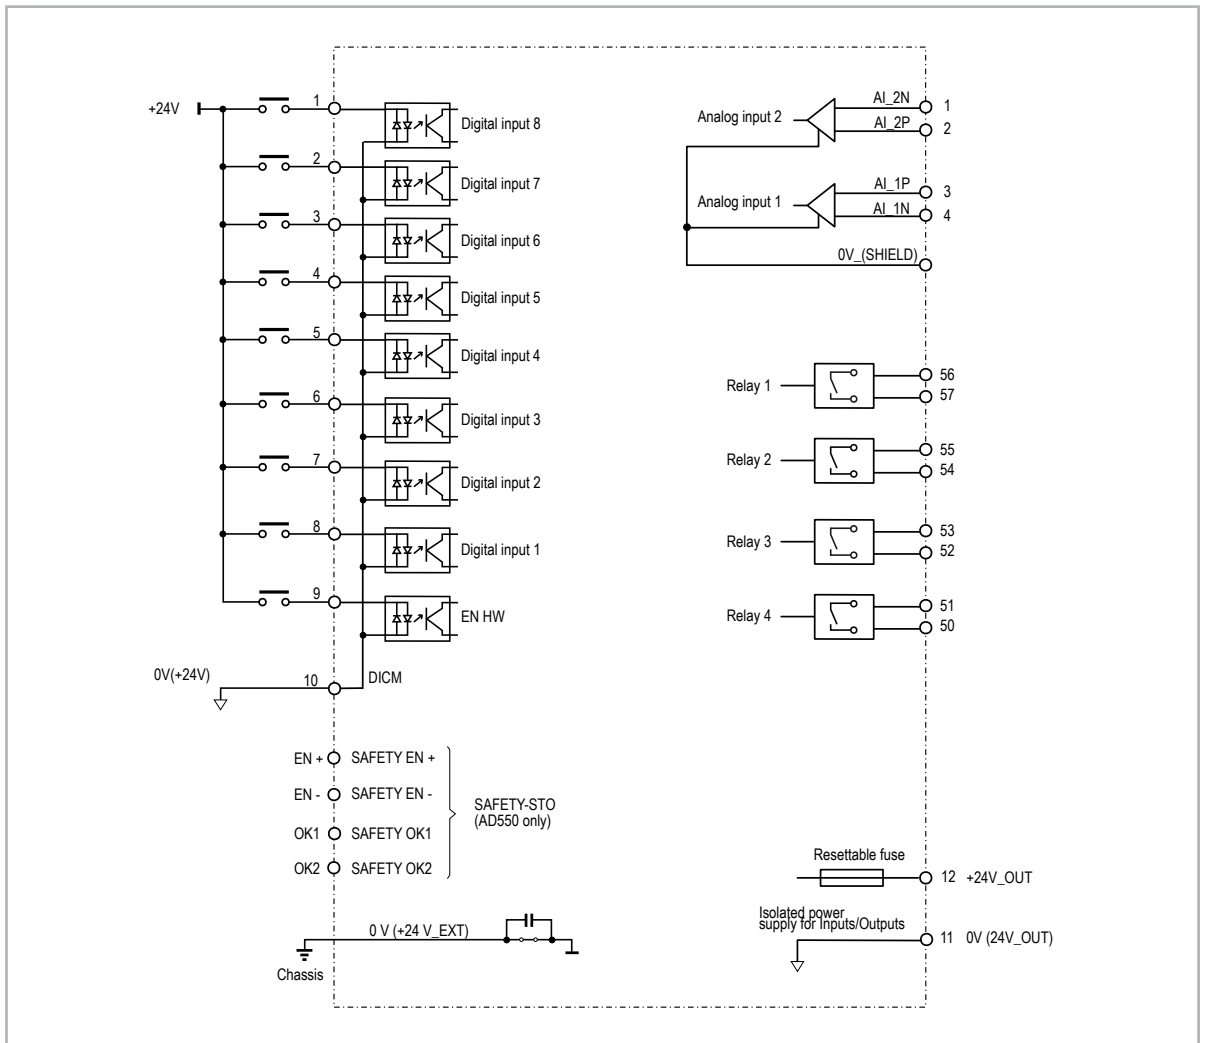 +24V
1
Digital input 8
2
Digital input 7
3
Digital input 6
4
Digital input 5
5
Digital input 4
6
Digital input 3
7
Digital input 2
8
Digital input 1
9
EN HW
0V(+24V)
10
DICM
EN +
SAFETY EN +
EN -
SAFETY EN -
OK1
SAFETY OK1
OK2
SAFETY OK2
SAFETY-STO
(AD550 only)
0 V (+24 V_EXT)
Chassis
Analog input 2
AI_2N
1
AI_2P
2
Analog input 1
AI_1P
3
AI_1N
4
0V_(SHIELD)
Relay 1
56
57
Relay 2
55
54
Relay 3
53
52
Relay 4
51
50
Resettable fuse
12
+24V_OUT
Isolated power
supply for Inputs/Outputs
11
0V (24V_OUT)